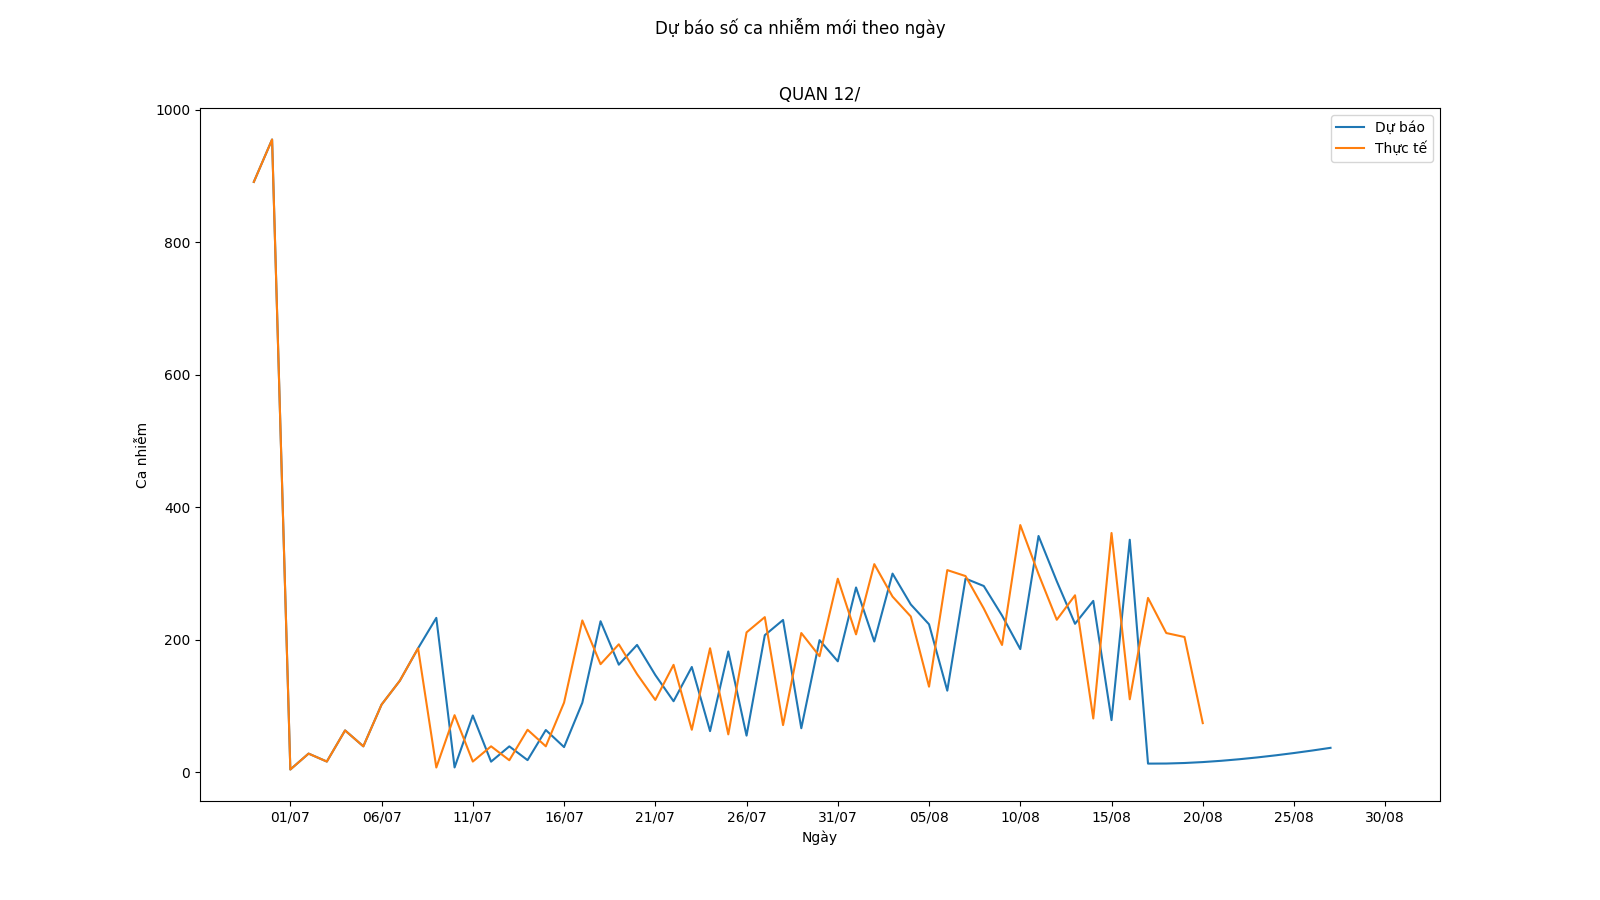 Dự báo số ca nhiễm mới theo ngày
QUAN 12/
1000
800
600
400
200
0
Ca nhiễm
Dự báo
Thực tế
01/07 06/07 11/07 16/07 21/07 26/07 31/07 05/08 10/08 15/08 20/08 25/08 30/08
Ngày